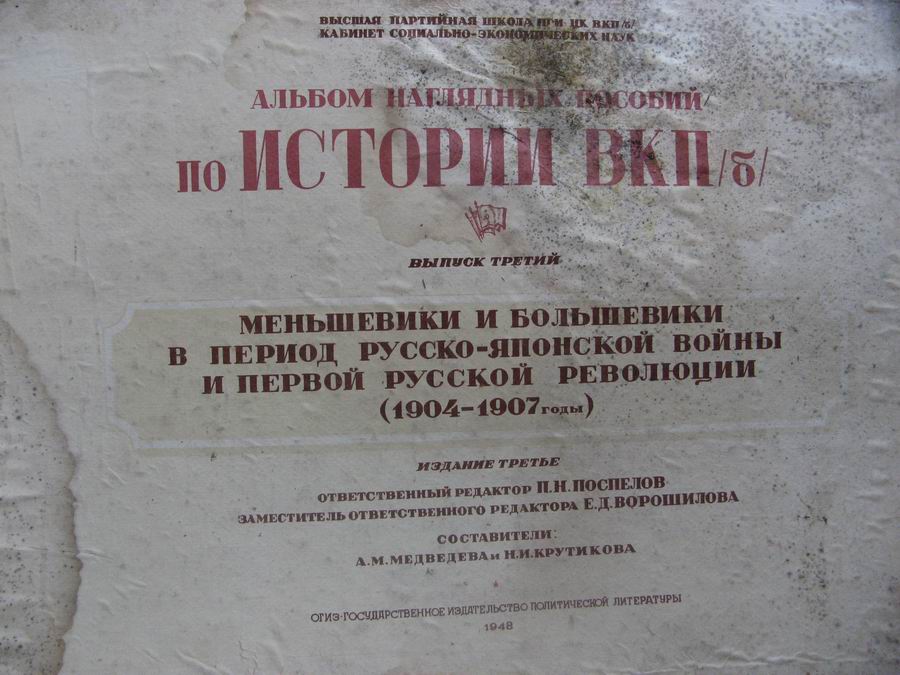 ВЫСШАЯ ПАРТИЙНАЯ ШКОЛА ПРИ ЦК ВКП/б/
КАБИНЕТ СОЦИАЛЬНО-ЭКОНОМИЧЕСКИХ НАУК
АЛЬБОМ НАГЛЯДНЫХ ПОСОБИЙ
ПО ИСТОРИИ ВКП/б/
ВЫПУСК ТРЕТИЙ
МЕНЬШЕВИКИ И БОЛЬШЕВИКИ
В ПЕРИОД РУССКО-ЯПОНСКОЙ ВОЙНЫ
И ПЕРВОЙ РУССКОЙ РЕВОЛЮЦИИ
(1904-1907 годы)
ИЗДАНИЕ ТРЕТЬЕ
ОТВЕТСТВЕННЫЙ РЕДАКТОР П.Н.ПОСПЕЛОВ
ЗАМЕСТИТЕЛЬ ОТВЕТСТВЕННОГО РЕДАКТОРА Е.Д.ВОРОШИЛОВА
СОСТАВИТЕЛИ:
А.М.МЕДВЕДЕВА и Н.И.КРУТИКОВА
ОГИЗ-ГОСУДАРСТВЕННОЕ ИЗДАТЕЛЬСТВО ПОЛИТИЧЕСКОЙ ЛИТЕРАТУРЫ
1948